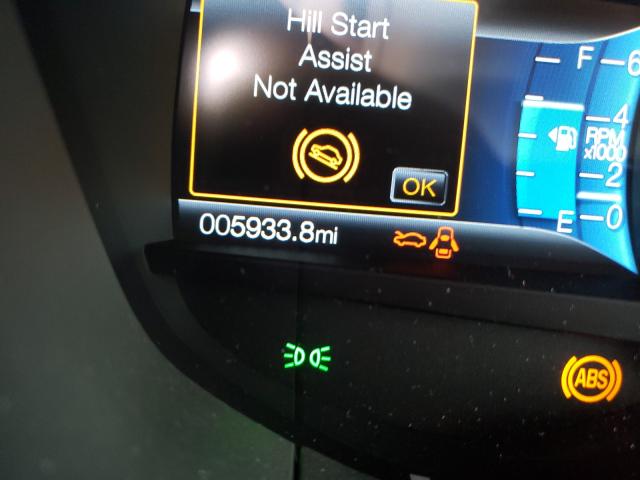 Hill Start
Assist
Not Available
OK
005933.8mi
F
E
6
4
RPM
x1000
2
0
ABS